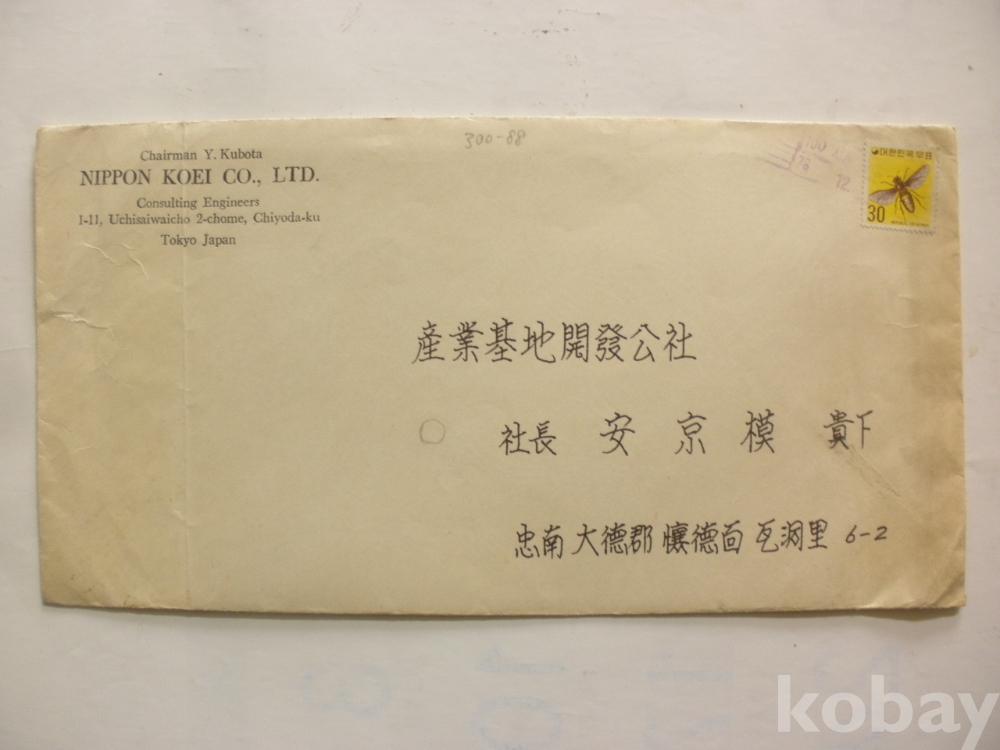 300-88
Chairman Y. Kubota
NIPPON KOEI CO., LTD.
Consulting Engineers
1-11, Uchisaiwaicho 2-chome, Chiyoda-ku
Tokyo Japan
대한민국우표
30
産業基地開發公社
社長 安京模 貴下
忠南 大德郡 懷德面 瓦洞里 6-2
kobay